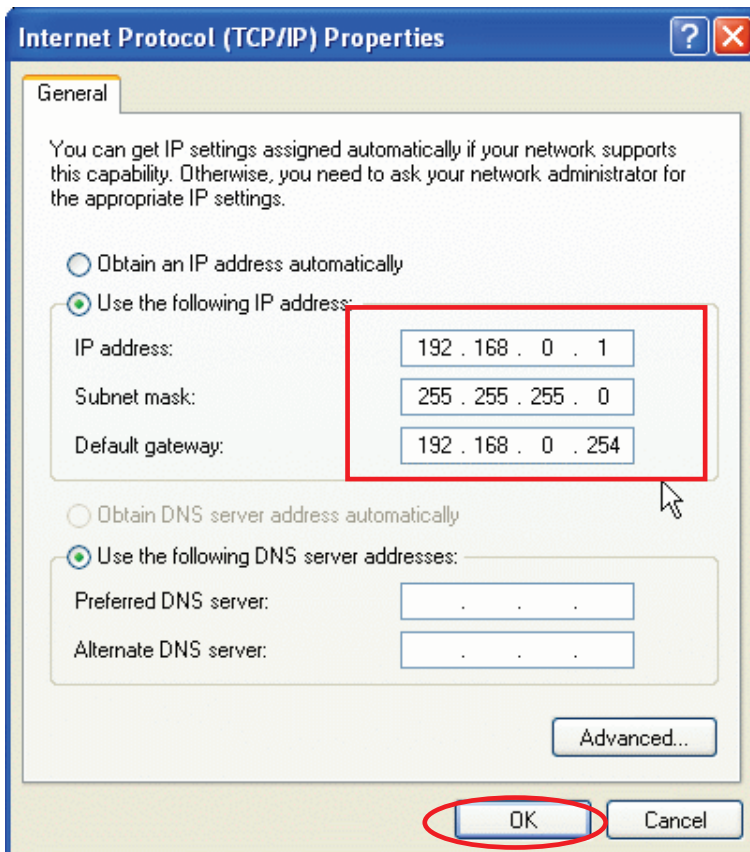 Internet Protocol (TCP/IP) Properties
General
You can get IP settings assigned automatically if your network supports
this capability. Otherwise, you need to ask your network administrator for
the appropriate IP settings.
Obtain an IP address automatically
Use the following IP address:
IP address: 192 . 168 . 0 . 1
Subnet mask: 255 . 255 . 255 . 0
Default gateway: 192 . 168 . 0 . 254
Obtain DNS server address automatically
Use the following DNS server addresses:
Preferred DNS server: . . .
Alternate DNS server: . . .
Advanced...
OK Cancel